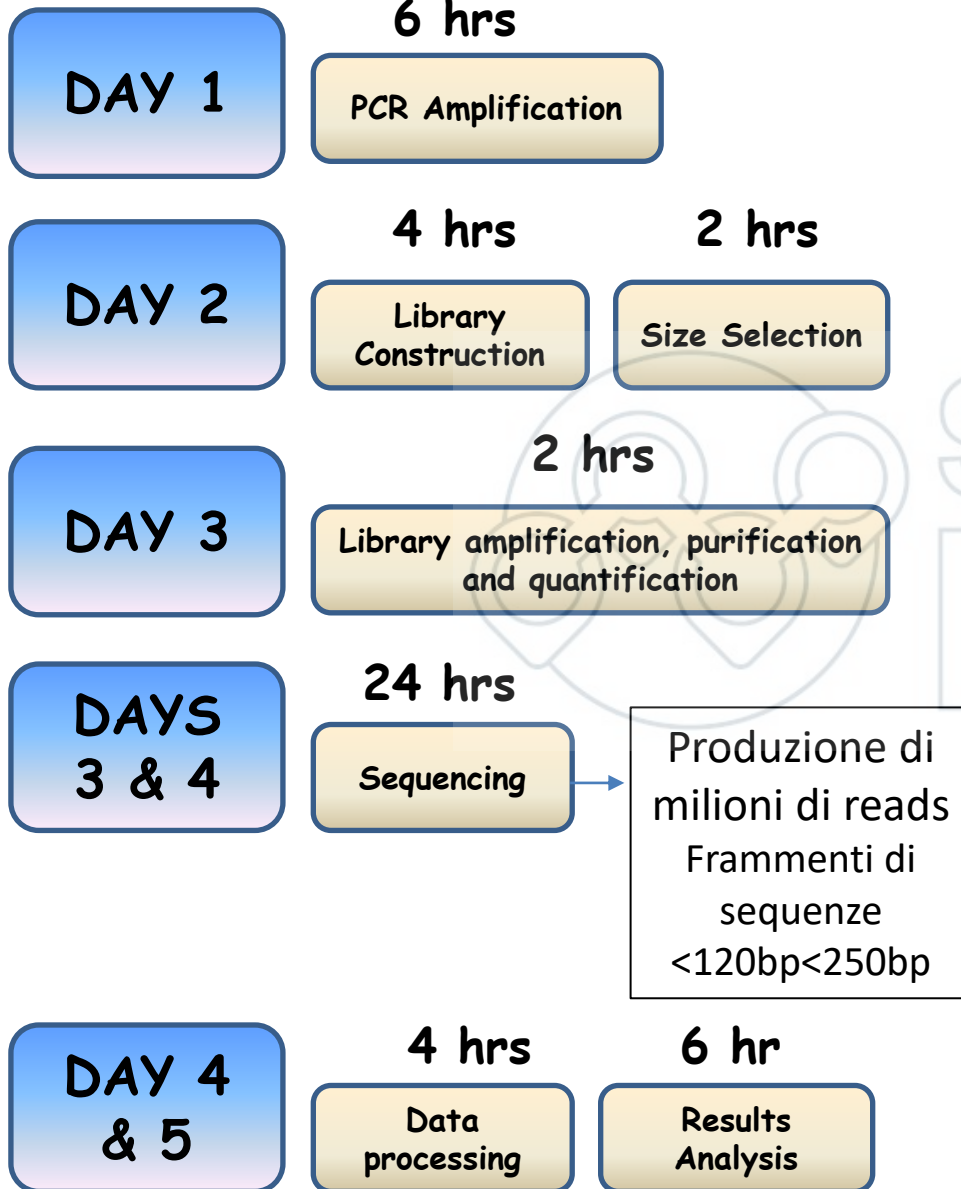 6 hrs
DAY 1
PCR Amplification
4 hrs
2 hrs
DAY 2
Library
Construction
Size Selection
2 hrs
DAY 3
Library amplification, purification
and quantification
24 hrs
DAYS
3 & 4
Sequencing
Produzione di
milioni di reads
Frammenti di
sequenze
<120bp<250bp
4 hrs
6 hr
DAY 4
& 5
Data
processing
Results
Analysis